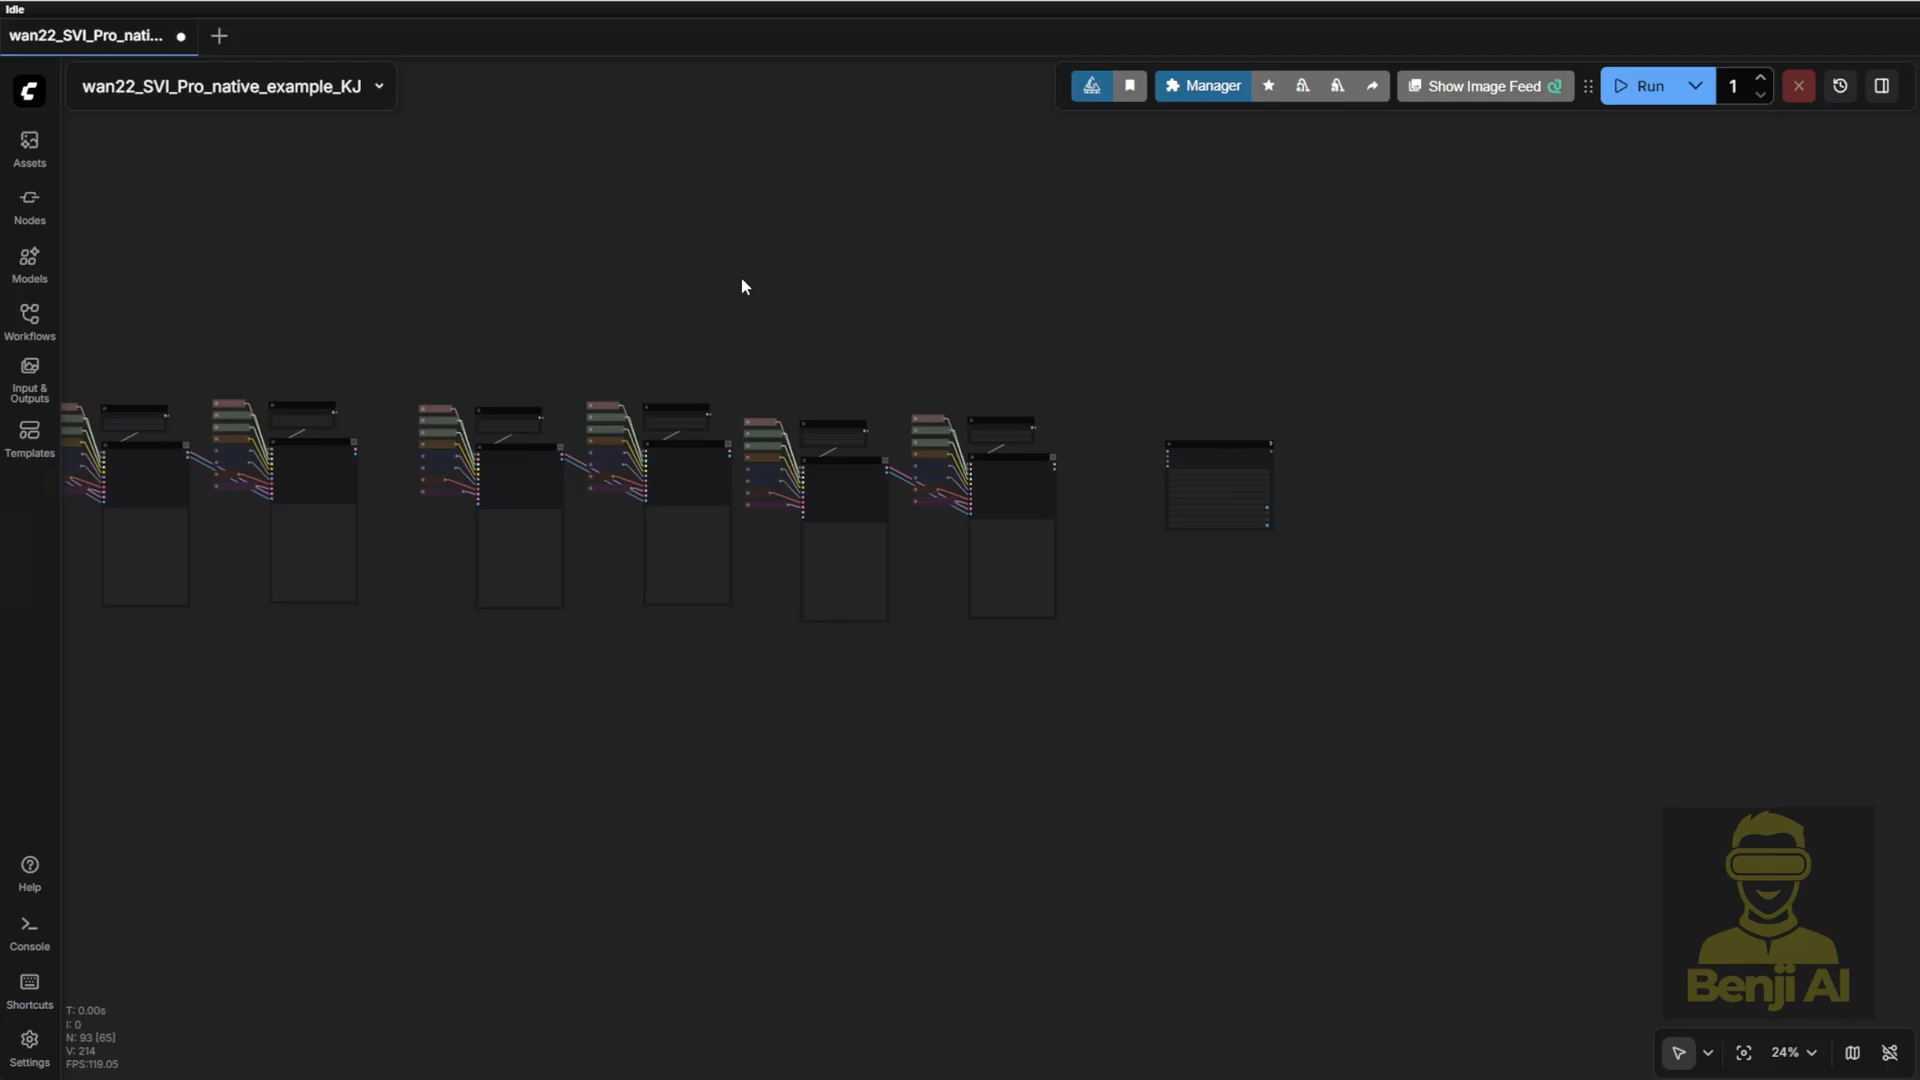 Idle
wan22_SVI_Pro_nati...
wan22_SVI_Pro_native_example_KJ
Manager
Show Image Feed
Run
1
Assets
Nodes
Models
Workflows
Input &
Outputs
Templates
Help
Console
Shortcuts
Settings
T: 0.00s
I: 0
N: 93 [65]
V: 214
FPS:119.05
Benji AI
24%